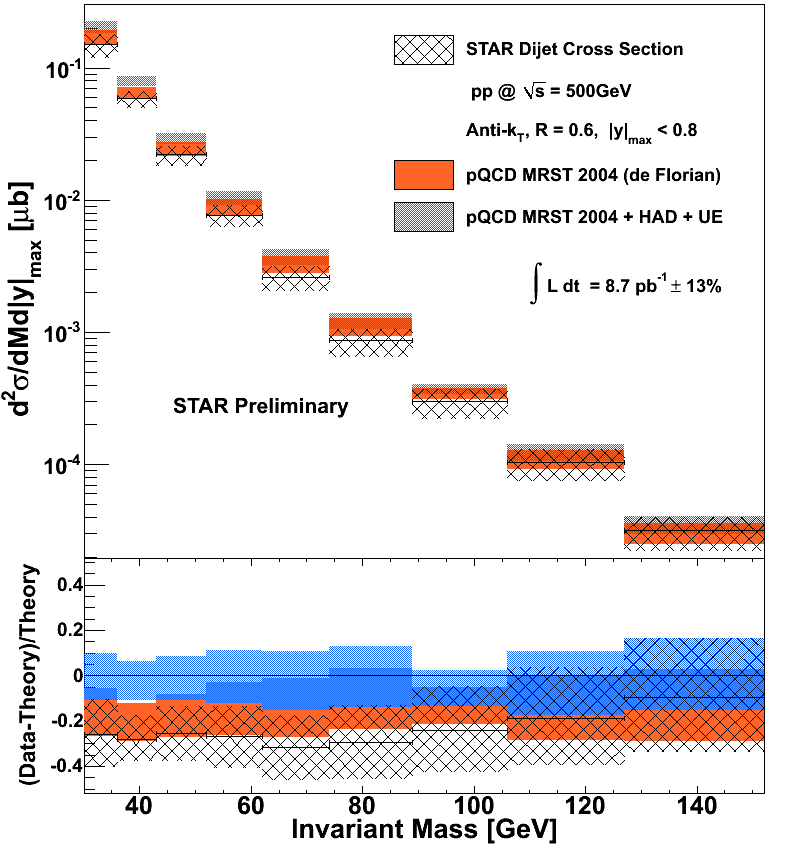 STAR Dijet Cross Section
pp @ √s = 500GeV
Anti-kT, R = 0.6, |y|max < 0.8
pQCD MRST 2004 (de Florian)
pQCD MRST 2004 + HAD + UE
∫ L dt = 8.7 pb⁻¹ ± 13%
STAR Preliminary
d²σ/dMd|y|max [μb]
10⁻¹
10⁻²
10⁻³
10⁻⁴
(Data-Theory)/Theory
0.4
0.2
0
-0.2
-0.4
40 60 80 100 120 140
Invariant Mass [GeV]